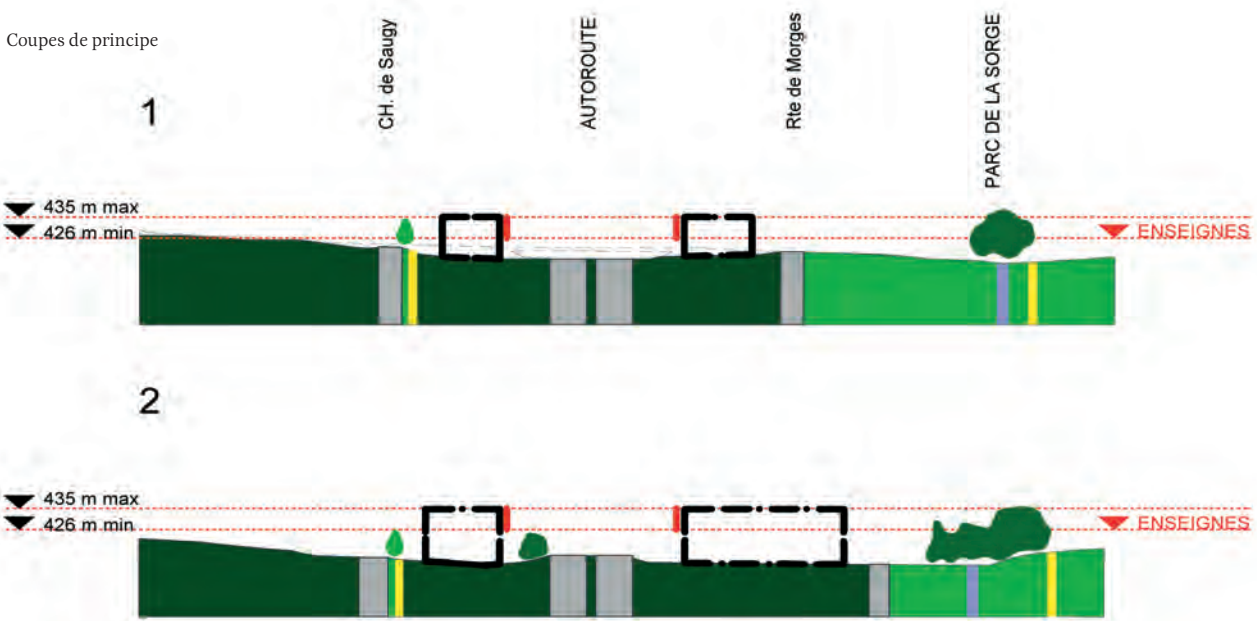 Coupes de principe
CH. de Saugy
AUTOROUTE
Rte de Morges
PARC DE LA SORGE
1
435 m max
426 m min
ENSEIGNES
2
435 m max
426 m min
ENSEIGNES